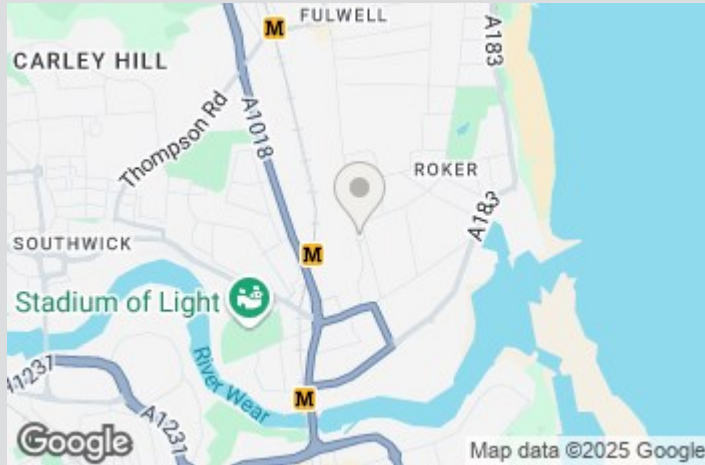 FULWELL
M
A183
CARLEY HILL
Thompson Rd
A1018
ROKER
A183
SOUTHWICK
M
Stadium of Light
River Wear
A1237
A1231
M
Google
Map data ©2025 Google